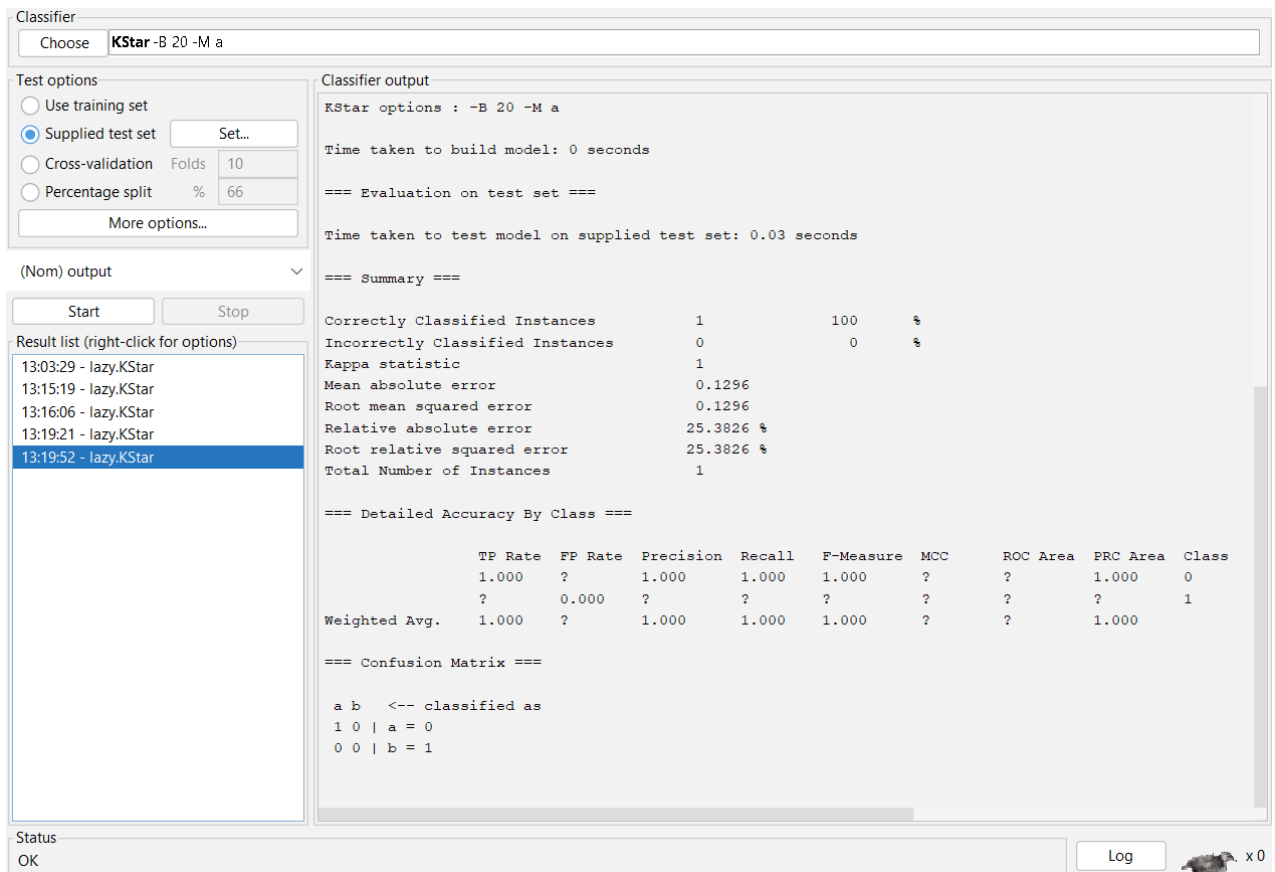 Classifier
Choose KStar -B 20 -M a
Test options
Use training set
Supplied test set Set...
Cross-validation Folds 10
Percentage split % 66
More options...
(Nom) output
Start Stop
Result list (right-click for options)
13:03:29 - lazy.KStar
13:15:19 - lazy.KStar
13:16:06 - lazy.KStar
13:19:21 - lazy.KStar
13:19:52 - lazy.KStar
Classifier output
KStar options : -B 20 -M a
Time taken to build model: 0 seconds
=== Evaluation on test set ===
Time taken to test model on supplied test set: 0.03 seconds
=== Summary ===
Correctly Classified Instances 1 100 %
Incorrectly Classified Instances 0 0 %
Kappa statistic 1
Mean absolute error 0.1296
Root mean squared error 0.1296
Relative absolute error 25.3826 %
Root relative squared error 25.3826 %
Total Number of Instances 1
=== Detailed Accuracy By Class ===
TP Rate FP Rate Precision Recall F-Measure MCC ROC Area PRC Area Class
1.000 ? 1.000 1.000 1.000 ? ? 1.000 0
? 0.000 ? ? ? ? ? ? 1
Weighted Avg. 1.000 ? 1.000 1.000 1.000 ? ? 1.000
=== Confusion Matrix ===
a b <-- classified as
1 0 | a = 0
0 0 | b = 1
Status
OK
Log x 0